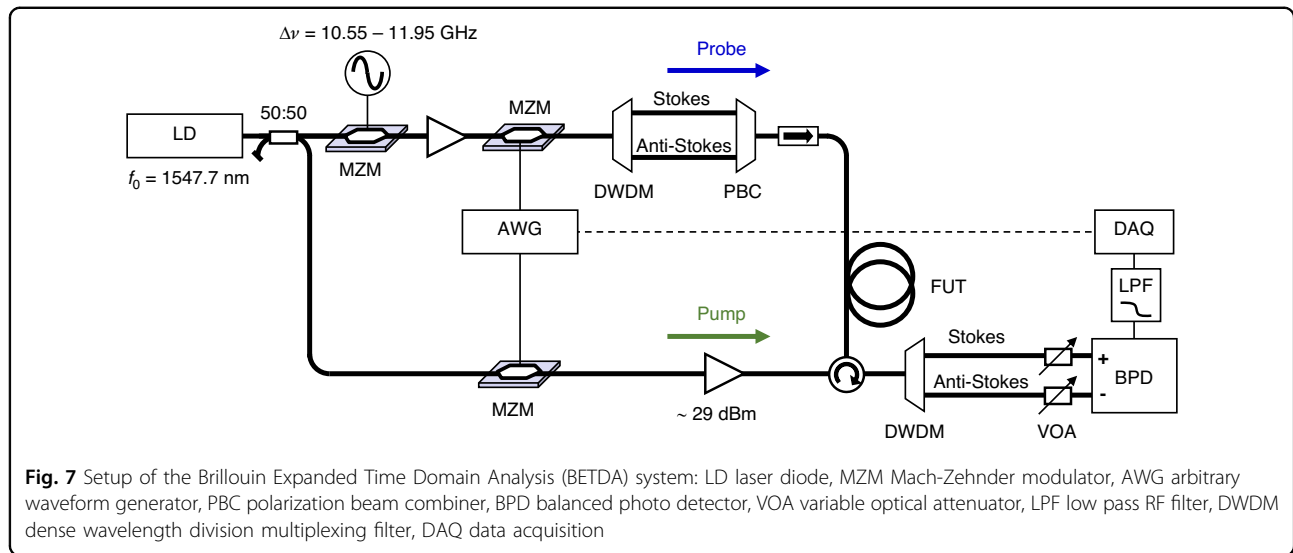 Δν = 10.55 – 11.95 GHz
Probe
50:50
MZM
Stokes
LD
Anti-Stokes
MZM
f0 = 1547.7 nm
DWDM
PBC
AWG
DAQ
FUT
LPF
Pump
Stokes
+
BPD
Anti-Stokes
-
MZM
~ 29 dBm
DWDM
VOA
Fig. 7 Setup of the Brillouin Expanded Time Domain Analysis (BETDA) system: LD laser diode, MZM Mach-Zehnder modulator, AWG arbitrary
waveform generator, PBC polarization beam combiner, BPD balanced photo detector, VOA variable optical attenuator, LPF low pass RF filter, DWDM
dense wavelength division multiplexing filter, DAQ data acquisition